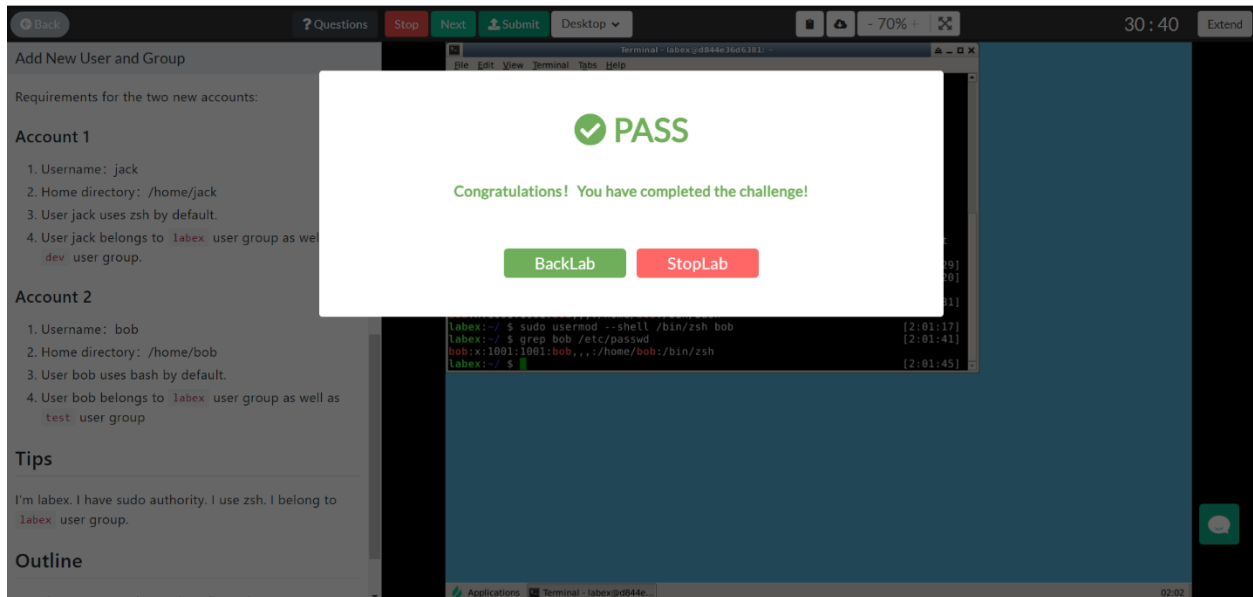 Back
? Questions
Stop
Next
Submit
Desktop
- 70% +
30:40
Extend
Add New User and Group
Requirements for the two new accounts:
Account 1
1. Username：jack
2. Home directory：/home/jack
3. User jack uses zsh by default.
4. User jack belongs to labex user group as
dev user group.
Account 2
1. Username：bob
2. Home directory：/home/bob
3. User bob uses bash by default.
4. User bob belongs to labex user group as well as
test user group
Tips
I'm labex. I have sudo authority. I use zsh. I belong to
labex user group.
Outline
Terminal - labex@d844e36d6381: ~
File Edit View Terminal Tabs Help
PASS
Congratulations！You have completed the challenge!
BackLab
StopLab
labex:~/ $ sudo usermod --shell /bin/zsh bob [2:01:17]
labex:~/ $ grep bob /etc/passwd [2:01:41]
bob:x:1001:1001:bob,,,:/home/bob:/bin/zsh
labex:~/ $ [2:01:45]
Applications
Terminal - labex@d844e...
02:02